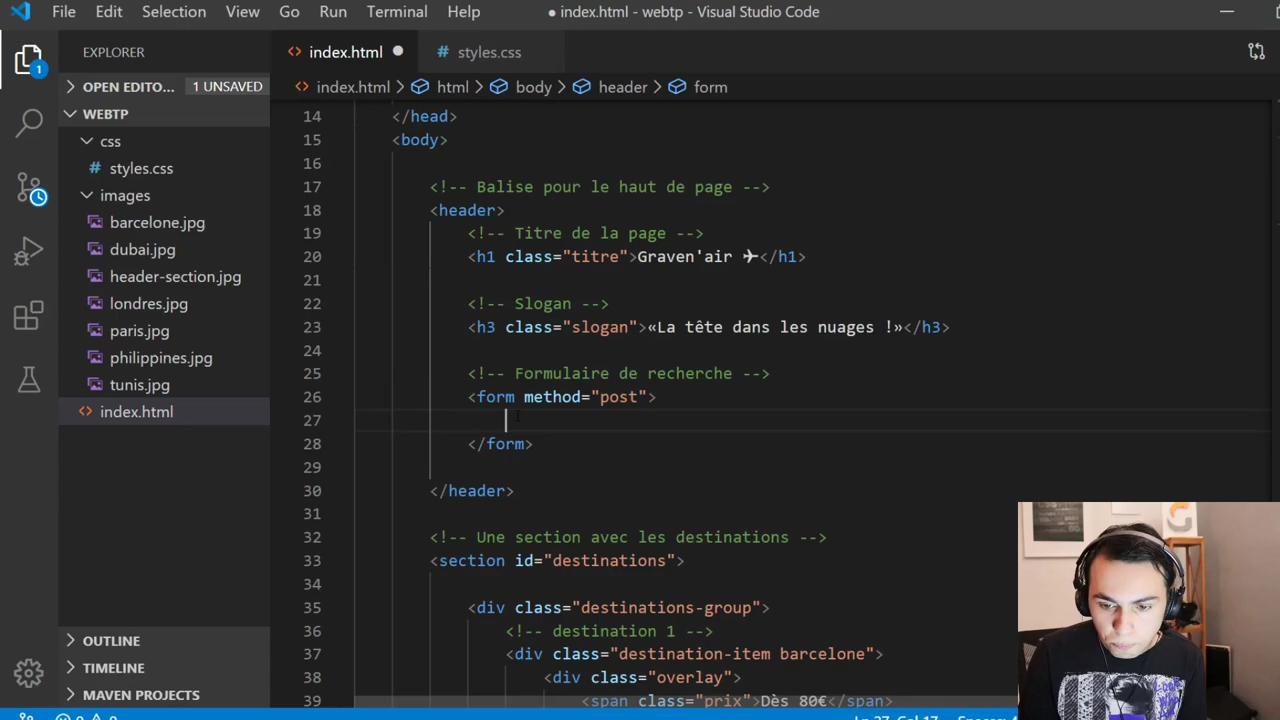 File Edit Selection View Go Run Terminal Help ● index.html - webtp - Visual Studio Code
EXPLORER
index.html
styles.css
1
OPEN EDITO... 1 UNSAVED
index.html > html > body > header > form
WEBTP
css
styles.css
images
barcelone.jpg
dubai.jpg
header-section.jpg
londres.jpg
paris.jpg
philippines.jpg
tunis.jpg
index.html
OUTLINE
TIMELINE
MAVEN PROJECTS
14 </head>
15 <body>
16
17 <!-- Balise pour le haut de page -->
18 <header>
19 <!-- Titre de la page -->
20 <h1 class="titre">Graven'air ✈</h1>
21
22 <!-- Slogan -->
23 <h3 class="slogan">«La tête dans les nuages !»</h3>
24
25 <!-- Formulaire de recherche -->
26 <form method="post">
27
28 </form>
29
30 </header>
31
32 <!-- Une section avec les destinations -->
33 <section id="destinations">
34
35 <div class="destinations-group">
36 <!-- destination 1 -->
37 <div class="destination-item barcelone">
38 <div class="overlay">
39 <span class="prix">Dès 80€</span>